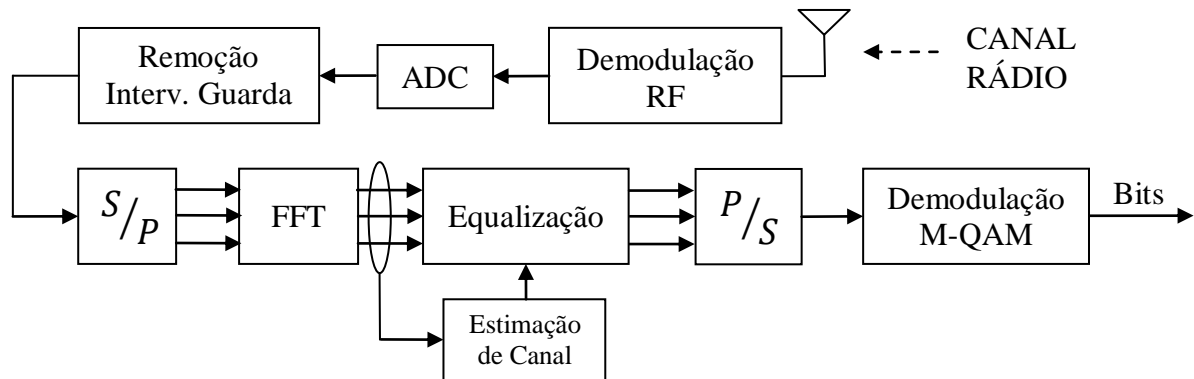 Remoção
Interv. Guarda
ADC
Demodulação
RF
CANAL
RÁDIO
S/P
FFT
Equalização
P/S
Demodulação
M-QAM
Bits
Estimação
de Canal